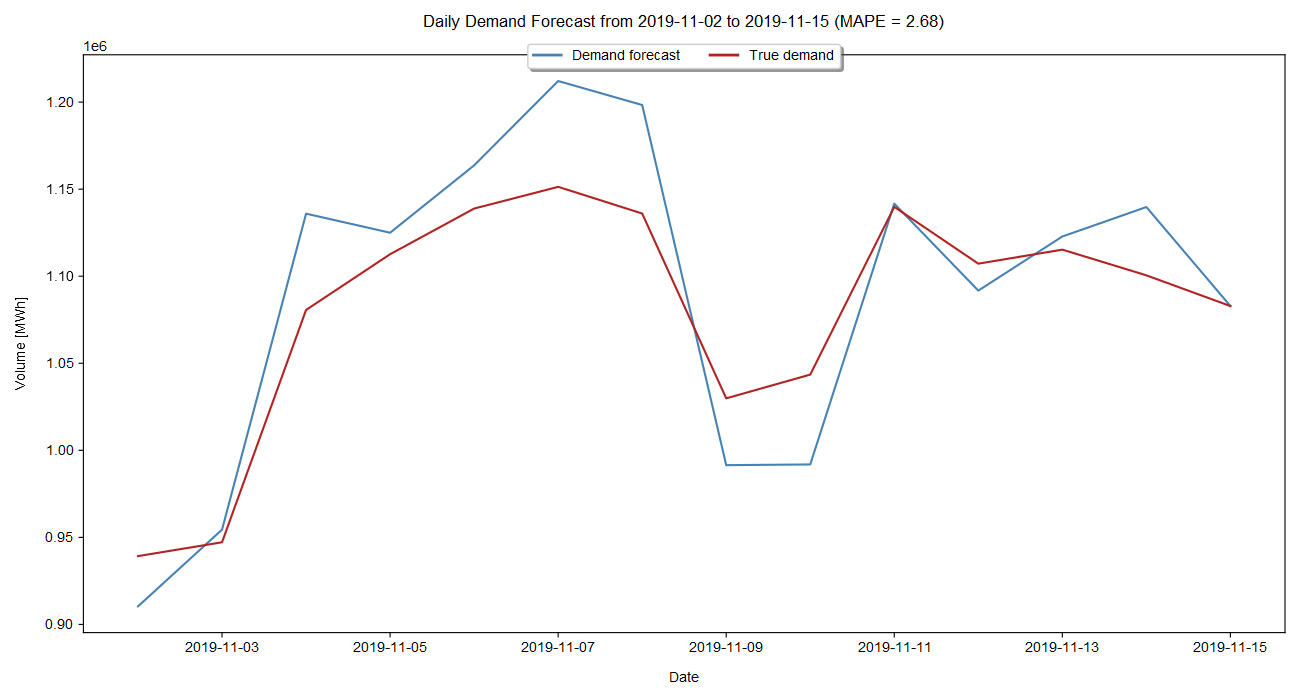 Daily Demand Forecast from 2019-11-02 to 2019-11-15 (MAPE = 2.68)
1e6
Demand forecast True demand
1.20
1.15
1.10
1.05
1.00
0.95
0.90
Volume [MWh]
2019-11-03 2019-11-05 2019-11-07 2019-11-09 2019-11-11 2019-11-13 2019-11-15
Date